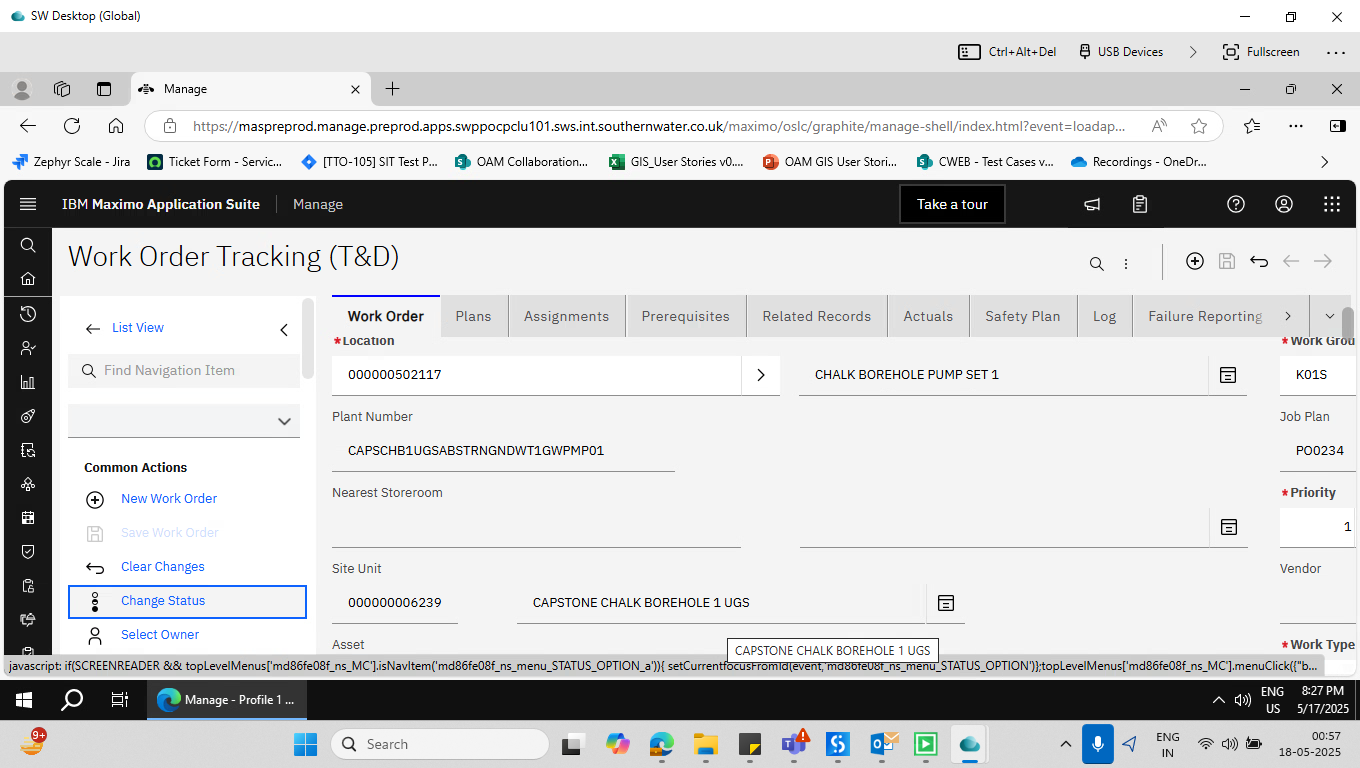 SW Desktop (Global)
Ctrl+Alt+Del
USB Devices
Fullscreen
Manage
https://maspreprod.manage.preprod.apps.swppocpclu101.sws.int.southernwater.co.uk/maximo/oslc/graphite/manage-shell/index.html?event=loadap...
Zephyr Scale - Jira
Ticket Form - Servic...
[TTO-105] SIT Test P...
OAM Collaboration...
GIS_User Stories v0....
OAM GIS User Stori...
CWEB - Test Cases v...
Recordings - OneDr...
IBM Maximo Application Suite
Manage
Take a tour
Work Order Tracking (T&D)
List View
Find Navigation Item
Common Actions
New Work Order
Save Work Order
Clear Changes
Change Status
Select Owner
Work Order
Plans
Assignments
Prerequisites
Related Records
Actuals
Safety Plan
Log
Failure Reporting
*Location
*Work Grou
000000502117
CHALK BOREHOLE PUMP SET 1
K01S
Plant Number
Job Plan
CAPSCHB1UGSABSTRNGNDWT1GWPMP01
PO0234
Nearest Storeroom
*Priority
1
Site Unit
Vendor
000000006239
CAPSTONE CHALK BOREHOLE 1 UGS
Asset
*Work Type
CAPSTONE CHALK BOREHOLE 1 UGS
javascript: if(SCREENREADER && topLevelMenus['md86fe08f_ns_MC'].isNavItem('md86fe08f_ns_menu_STATUS_OPTION_a')){ setCurrentfocusFromId(event,'md86fe08f_ns_menu_STATUS_OPTION')};topLevelMenus['md86fe08f_ns_MC'].menuClick({"b...
Manage - Profile 1 ...
ENG
US
8:27 PM
5/17/2025
9+
Search
ENG
IN
00:57
18-05-2025